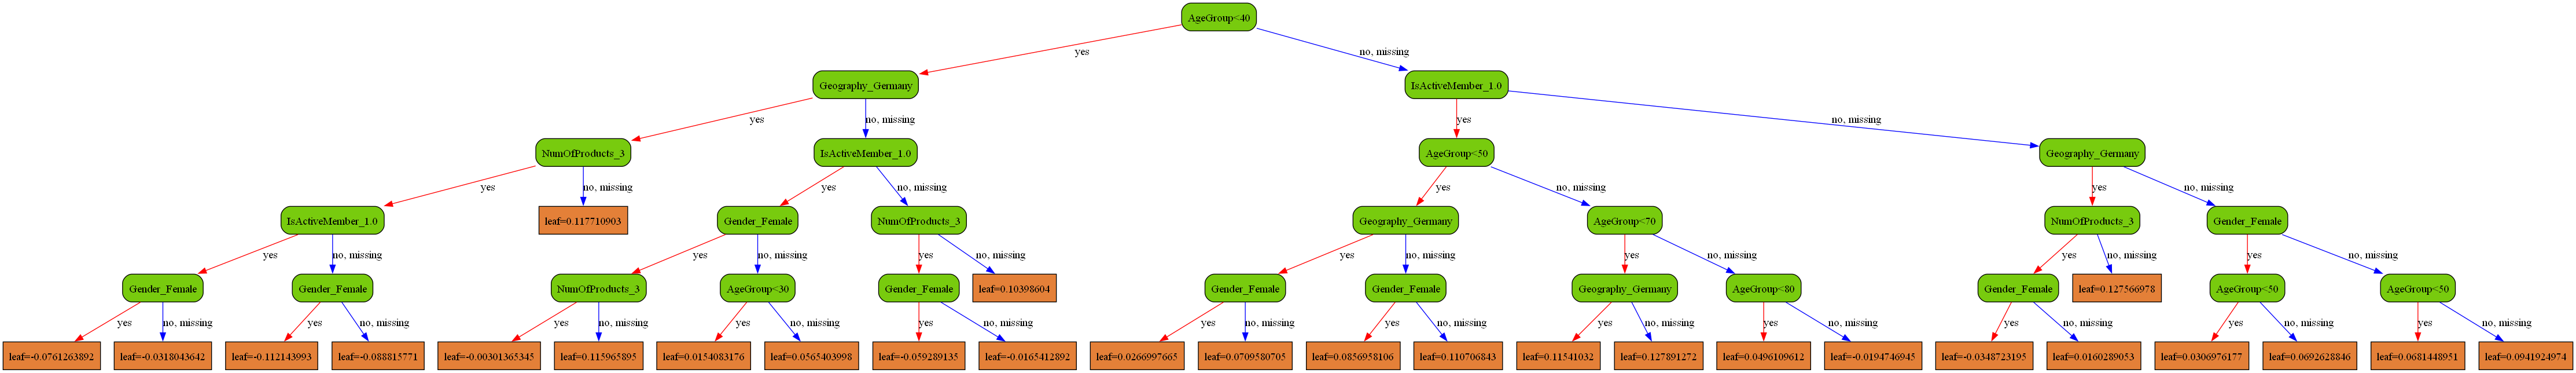 AgeGroup<40
yes
no, missing
Geography_Germany
IsActiveMember_1.0
yes
no, missing
yes
no, missing
NumOfProducts_3
IsActiveMember_1.0
AgeGroup<50
Geography_Germany
yes
no, missing
yes
no, missing
yes
no, missing
yes
no, missing
IsActiveMember_1.0
leaf=0.117710903
Gender_Female
NumOfProducts_3
Geography_Germany
AgeGroup<70
NumOfProducts_3
Gender_Female
yes
no, missing
yes
no, missing
yes
no, missing
yes
no, missing
yes
no, missing
yes
no, missing
yes
no, missing
Gender_Female
Gender_Female
NumOfProducts_3
AgeGroup<30
Gender_Female
leaf=0.10398604
Gender_Female
Gender_Female
Geography_Germany
AgeGroup<80
Gender_Female
leaf=0.127566978
AgeGroup<50
AgeGroup<50
yes
no, missing
yes
no, missing
yes
no, missing
yes
no, missing
yes
no, missing
yes
no, missing
yes
no, missing
yes
no, missing
yes
no, missing
yes
no, missing
yes
no, missing
yes
no, missing
leaf=-0.0761263892
leaf=-0.0318043642
leaf=-0.112143993
leaf=-0.088815771
leaf=-0.00301365345
leaf=0.115965895
leaf=0.0154083176
leaf=0.0565403998
leaf=-0.059289135
leaf=-0.0165412892
leaf=0.0266997665
leaf=0.0709580705
leaf=0.0856958106
leaf=0.110706843
leaf=0.11541032
leaf=0.127891272
leaf=0.0496109612
leaf=-0.0194746945
leaf=-0.0348723195
leaf=0.0160289053
leaf=0.0306976177
leaf=0.0692628846
leaf=0.0681448951
leaf=0.0941924974